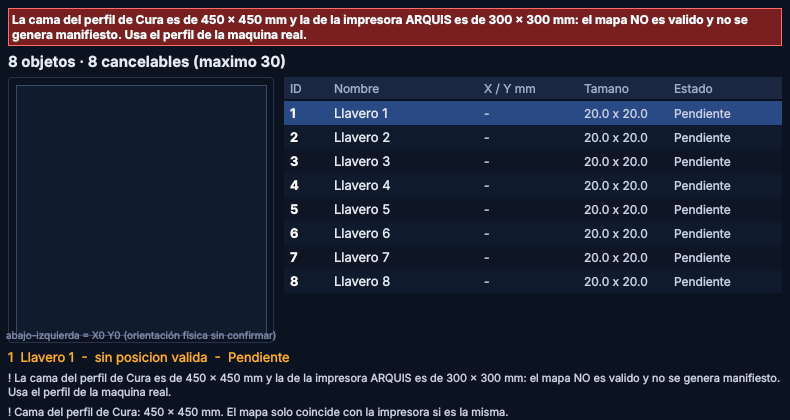 La cama del perfil de Cura es de 450 × 450 mm y la de la impresora ARQUIS es de 300 × 300 mm: el mapa NO es valido y no se
genera manifiesto. Usa el perfil de la maquina real.
8 objetos · 8 cancelables (maximo 30)
ID Nombre X / Y mm Tamano Estado
1 Llavero 1 - 20.0 x 20.0 Pendiente
2 Llavero 2 - 20.0 x 20.0 Pendiente
3 Llavero 3 - 20.0 x 20.0 Pendiente
4 Llavero 4 - 20.0 x 20.0 Pendiente
5 Llavero 5 - 20.0 x 20.0 Pendiente
6 Llavero 6 - 20.0 x 20.0 Pendiente
7 Llavero 7 - 20.0 x 20.0 Pendiente
8 Llavero 8 - 20.0 x 20.0 Pendiente
abajo-izquierda = X0 Y0 (orientación física sin confirmar)
1 Llavero 1 - sin posicion valida - Pendiente
! La cama del perfil de Cura es de 450 × 450 mm y la de la impresora ARQUIS es de 300 × 300 mm: el mapa NO es valido y no se genera manifiesto.
Usa el perfil de la maquina real.
! Cama del perfil de Cura: 450 × 450 mm. El mapa solo coincide con la impresora si es la misma.